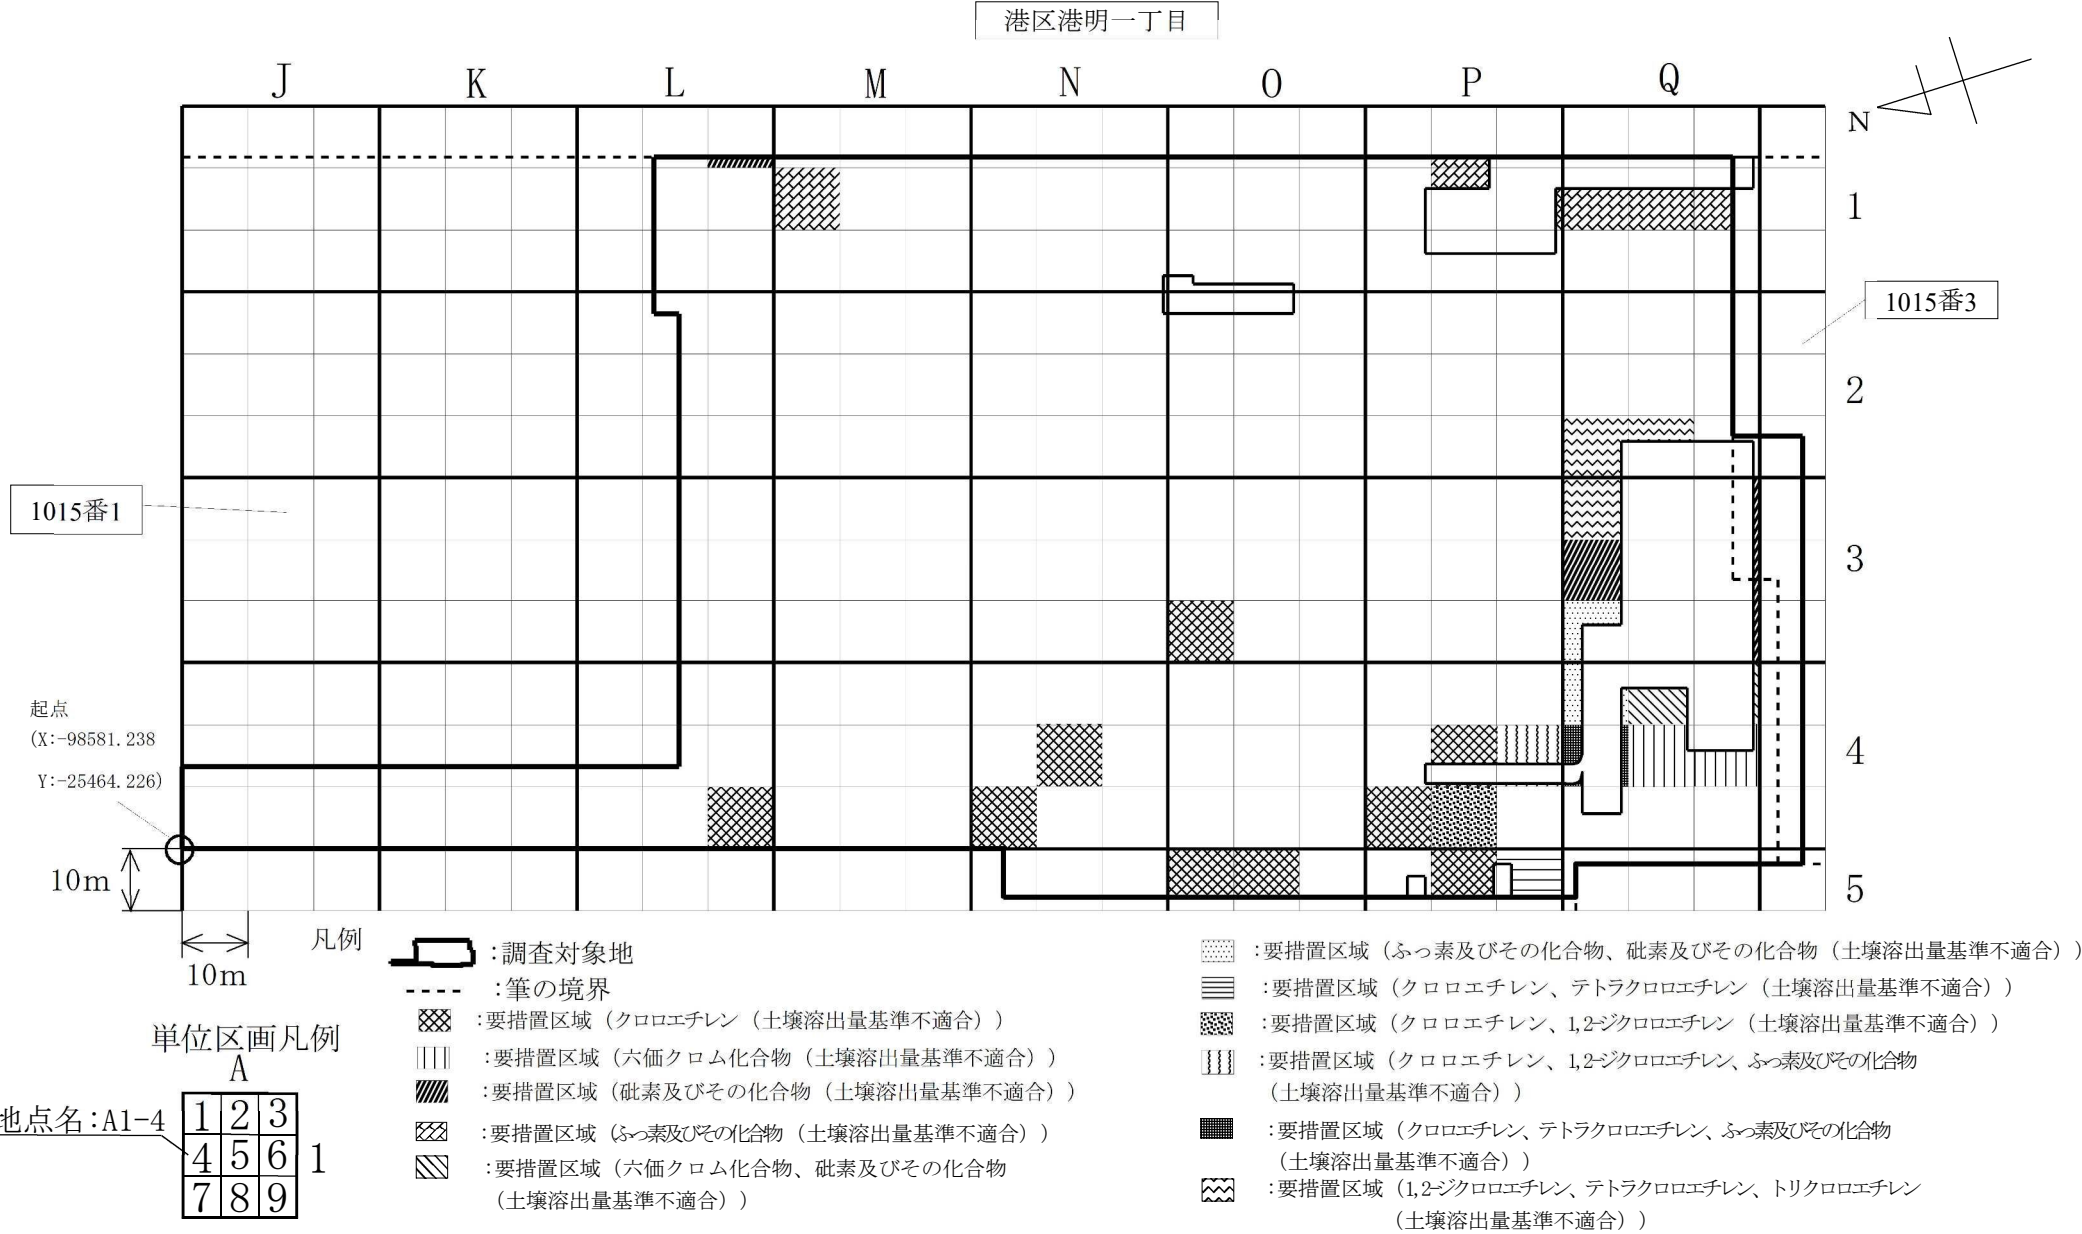 港区港明一丁目
J K L M N O P Q
N
1
1015番3
2
1015番1
3
起点
(X:-98581.238
Y:-25464.226)
4
10m
5
10m
凡例
:調査対象地
:筆の境界
:要措置区域（クロロエチレン（土壌溶出量基準不適合））
:要措置区域（六価クロム化合物（土壌溶出量基準不適合））
:要措置区域（砒素及びその化合物（土壌溶出量基準不適合））
:要措置区域（ふっ素及びその化合物（土壌溶出量基準不適合））
:要措置区域（六価クロム化合物、砒素及びその化合物
（土壌溶出量基準不適合））
:要措置区域（ふっ素及びその化合物、砒素及びその化合物（土壌溶出量基準不適合））
:要措置区域（クロロエチレン、テトラクロロエチレン（土壌溶出量基準不適合））
:要措置区域（クロロエチレン、1,2-ジクロロエチレン（土壌溶出量基準不適合））
:要措置区域（クロロエチレン、1,2-ジクロロエチレン、ふっ素及びその化合物
（土壌溶出量基準不適合））
:要措置区域（クロロエチレン、テトラクロロエチレン、ふっ素及びその化合物
（土壌溶出量基準不適合））
:要措置区域（1,2-ジクロロエチレン、テトラクロロエチレン、トリクロロエチレン
（土壌溶出量基準不適合））
単位区画凡例
A
1 2 3
地点名:A1-4
4 5 6 1
7 8 9